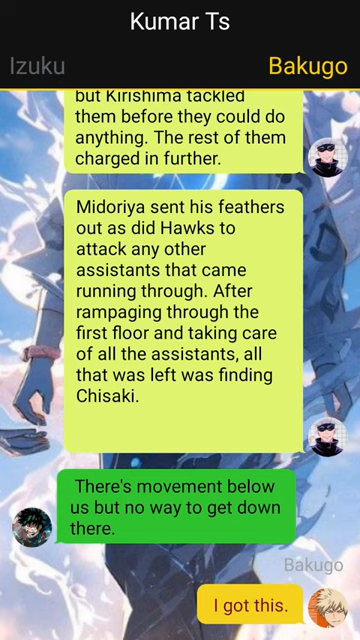 Kumar Ts
Izuku
Bakugo
but Kirishima tackled
them before they could do
anything. The rest of them
charged in further.
Midoriya sent his feathers
out as did Hawks to
attack any other
assistants that came
running through. After
rampaging through the
first floor and taking care
of all the assistants, all
that was left was finding
Chisaki.
There's movement below
us but no way to get down
there.
Bakugo
I got this.